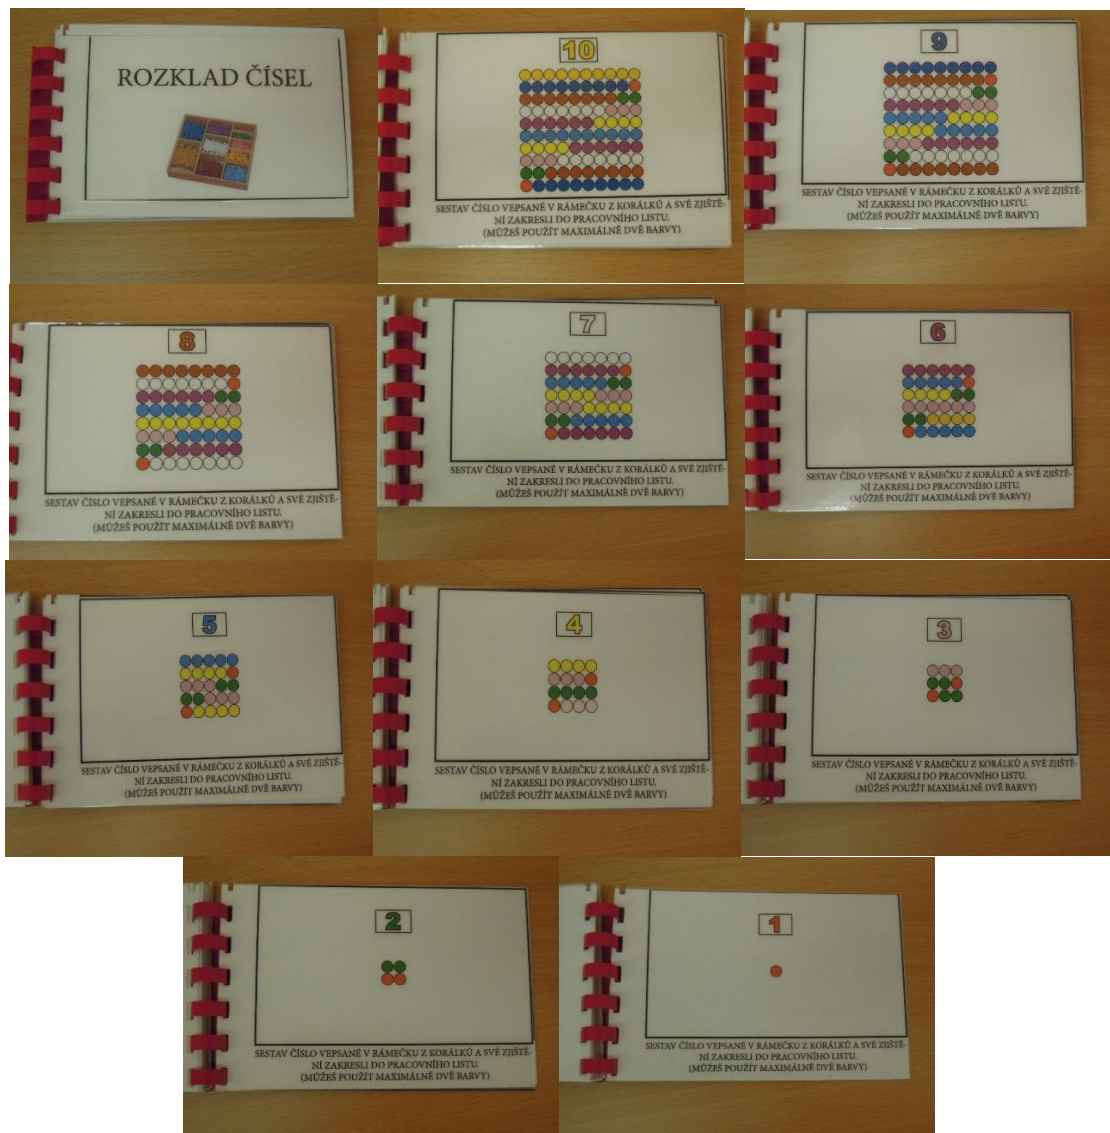 ROZKLAD ČÍSEL
10
SESTAV ČÍSLO VEPSANÉ V RÁMEČKU Z KORÁLKŮ A SVÉ ZJIŠTĚ-
NÍ ZAKRESLI DO PRACOVNÍHO LISTU.
(MŮŽEŠ POUŽÍT MAXIMÁLNĚ DVĚ BARVY)
9
SESTAV ČÍSLO VEPSANÉ V RÁMEČKU Z KORÁLKŮ A SVÉ ZJIŠTĚ-
NÍ ZAKRESLI DO PRACOVNÍHO LISTU.
(MŮŽEŠ POUŽÍT MAXIMÁLNĚ DVĚ BARVY)
8
SESTAV ČÍSLO VEPSANÉ V RÁMEČKU Z KORÁLKŮ A SVÉ ZJIŠTĚ-
NÍ ZAKRESLI DO PRACOVNÍHO LISTU.
(MŮŽEŠ POUŽÍT MAXIMÁLNĚ DVĚ BARVY)
7
SESTAV ČÍSLO VEPSANÉ V RÁMEČKU Z KORÁLKŮ A SVÉ ZJIŠTĚ-
NÍ ZAKRESLI DO PRACOVNÍHO LISTU.
(MŮŽEŠ POUŽÍT MAXIMÁLNĚ DVĚ BARVY)
6
SESTAV ČÍSLO VEPSANÉ V RÁMEČKU Z KORÁLKŮ A SVÉ ZJIŠTĚ-
NÍ ZAKRESLI DO PRACOVNÍHO LISTU.
(MŮŽEŠ POUŽÍT MAXIMÁLNĚ DVĚ BARVY)
5
SESTAV ČÍSLO VEPSANÉ V RÁMEČKU Z KORÁLKŮ A SVÉ ZJIŠTĚ-
NÍ ZAKRESLI DO PRACOVNÍHO LISTU.
(MŮŽEŠ POUŽÍT MAXIMÁLNĚ DVĚ BARVY)
4
SESTAV ČÍSLO VEPSANÉ V RÁMEČKU Z KORÁLKŮ A SVÉ ZJIŠTĚ-
NÍ ZAKRESLI DO PRACOVNÍHO LISTU.
(MŮŽEŠ POUŽÍT MAXIMÁLNĚ DVĚ BARVY)
3
SESTAV ČÍSLO VEPSANÉ V RÁMEČKU Z KORÁLKŮ A SVÉ ZJIŠTĚ-
NÍ ZAKRESLI DO PRACOVNÍHO LISTU.
(MŮŽEŠ POUŽÍT MAXIMÁLNĚ DVĚ BARVY)
2
SESTAV ČÍSLO VEPSANÉ V RÁMEČKU Z KORÁLKŮ A SVÉ ZJIŠTĚ-
NÍ ZAKRESLI DO PRACOVNÍHO LISTU.
(MŮŽEŠ POUŽÍT MAXIMÁLNĚ DVĚ BARVY)
1
SESTAV ČÍSLO VEPSANÉ V RÁMEČKU Z KORÁLKŮ A SVÉ ZJIŠTĚ-
NÍ ZAKRESLI DO PRACOVNÍHO LISTU.
(MŮŽEŠ POUŽÍT MAXIMÁLNĚ DVĚ BARVY)